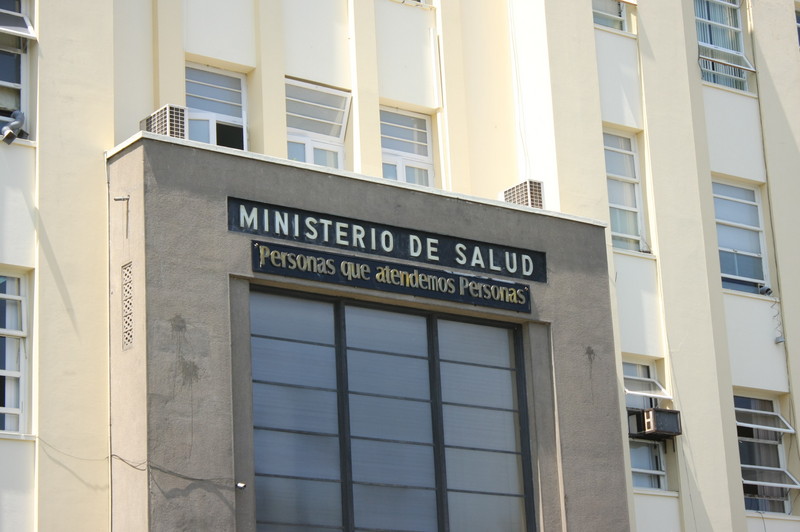 MINISTERIO DE SALUD
'Personas que atendemos Personas'